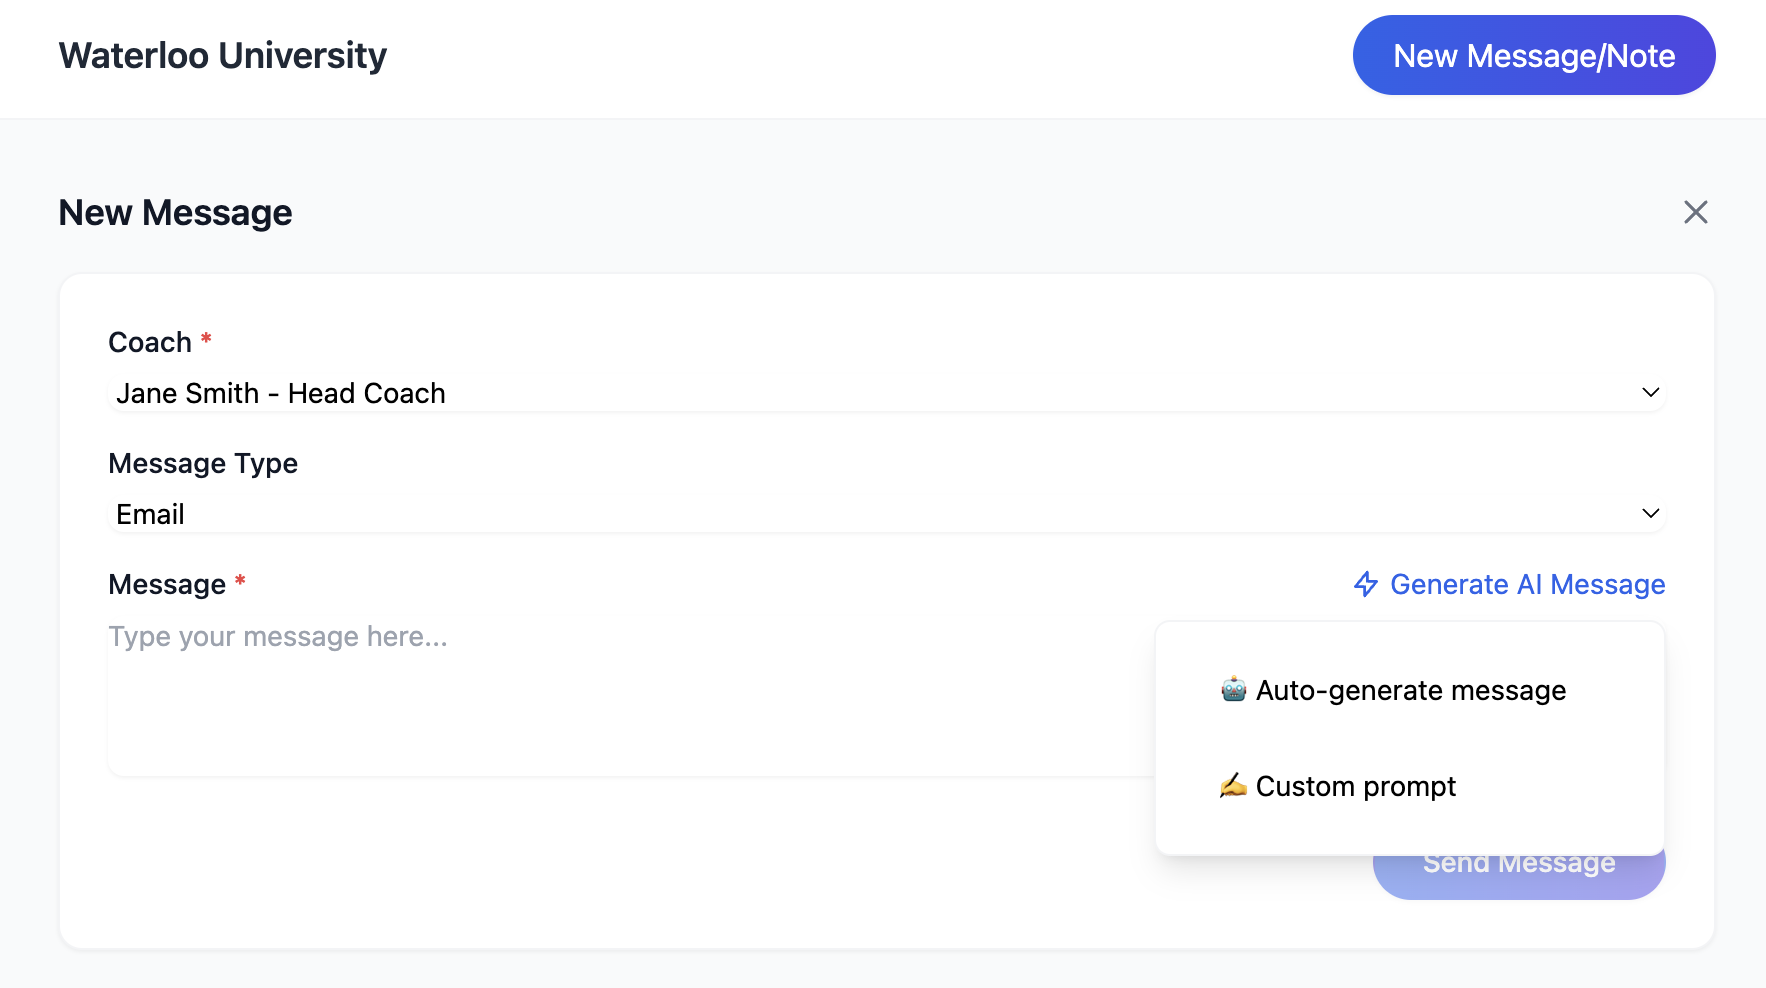 Waterloo University
New Message/Note
New Message
Coach *
Jane Smith - Head Coach
Message Type
Email
Message *
Generate AI Message
Type your message here...
Auto-generate message
Custom prompt
Send Message